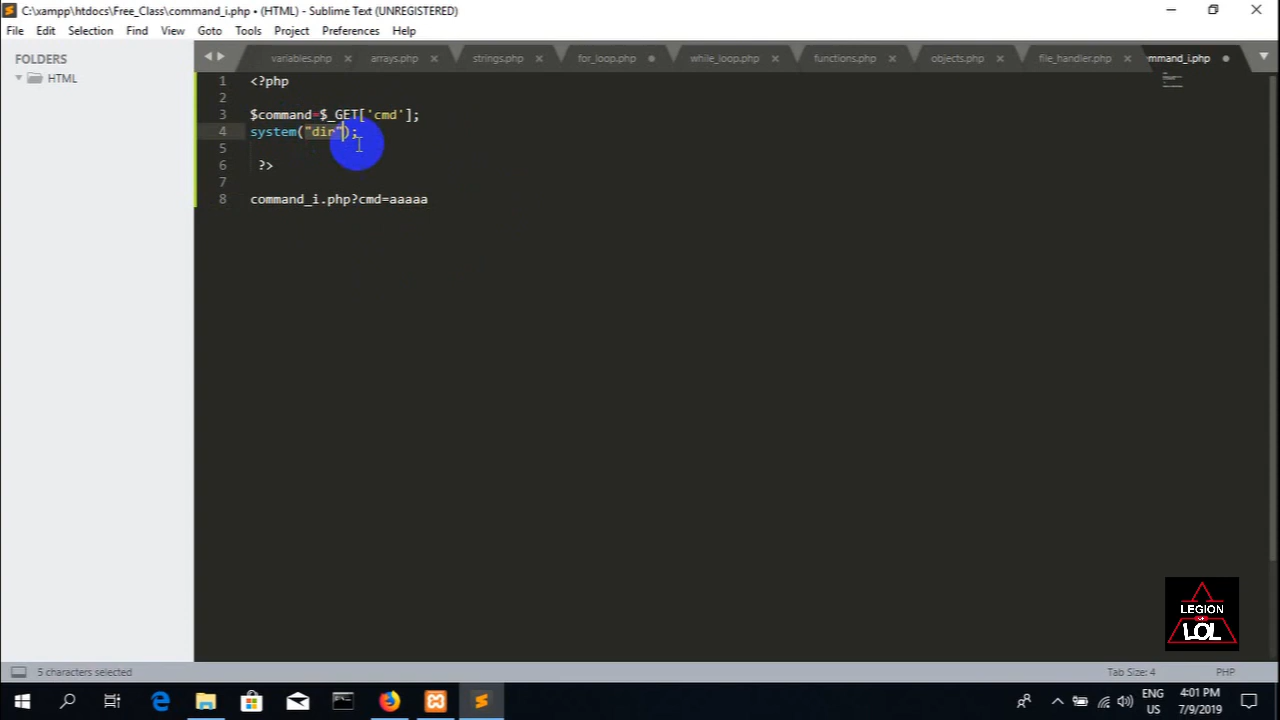 C:\xampp\htdocs\Free_Class\command_i.php • (HTML) - Sublime Text (UNREGISTERED)
File Edit Selection Find View Goto Tools Project Preferences Help
FOLDERS
HTML
variables.php arrays.php strings.php for_loop.php while_loop.php functions.php objects.php file_handler.php mmand_i.php
1 <?php
2
3 $command=$_GET['cmd'];
4 system("dir");
5
6 ?>
7
8 command_i.php?cmd=aaaaa
LEGION
LOL
5 characters selected
Tab Size: 4 PHP
ENG 4:01 PM
US 7/9/2019